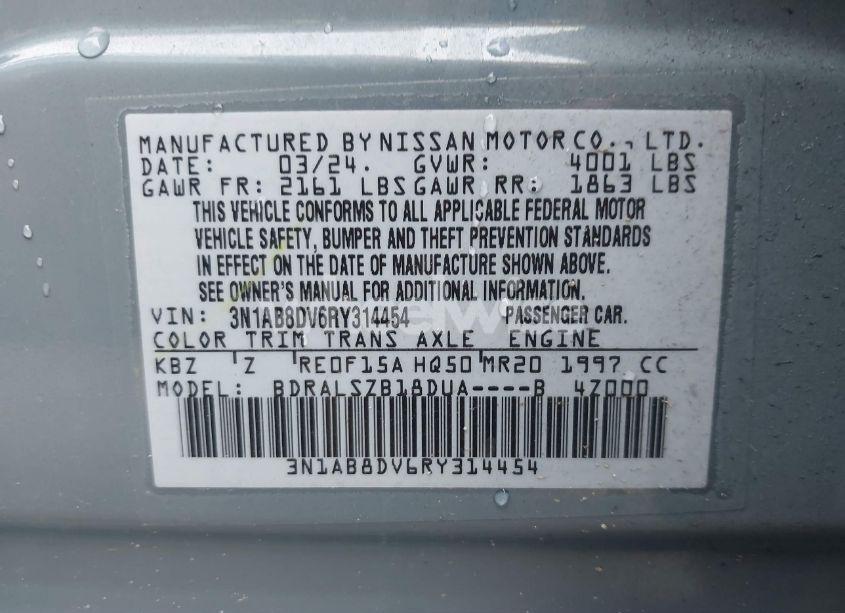 MANUFACTURED BY NISSAN MOTOR CO., LTD.
DATE: 03/24. GVWR: 4001 LBS
GAWR FR: 2161 LBS GAWR RR: 1863 LBS
THIS VEHICLE CONFORMS TO ALL APPLICABLE FEDERAL MOTOR
VEHICLE SAFETY, BUMPER AND THEFT PREVENTION STANDARDS
IN EFFECT ON THE DATE OF MANUFACTURE SHOWN ABOVE.
SEE OWNER'S MANUAL FOR ADDITIONAL INFORMATION.
VIN: 3N1AB8DV6RY314454 PASSENGER CAR.
COLOR TRIM TRANS AXLE ENGINE
KBZ Z RE0F15A HQ50 MR20 1997 CC
MODEL: BDRALSZB18DUA----B 4Z000
3N1AB8DV6RY314454